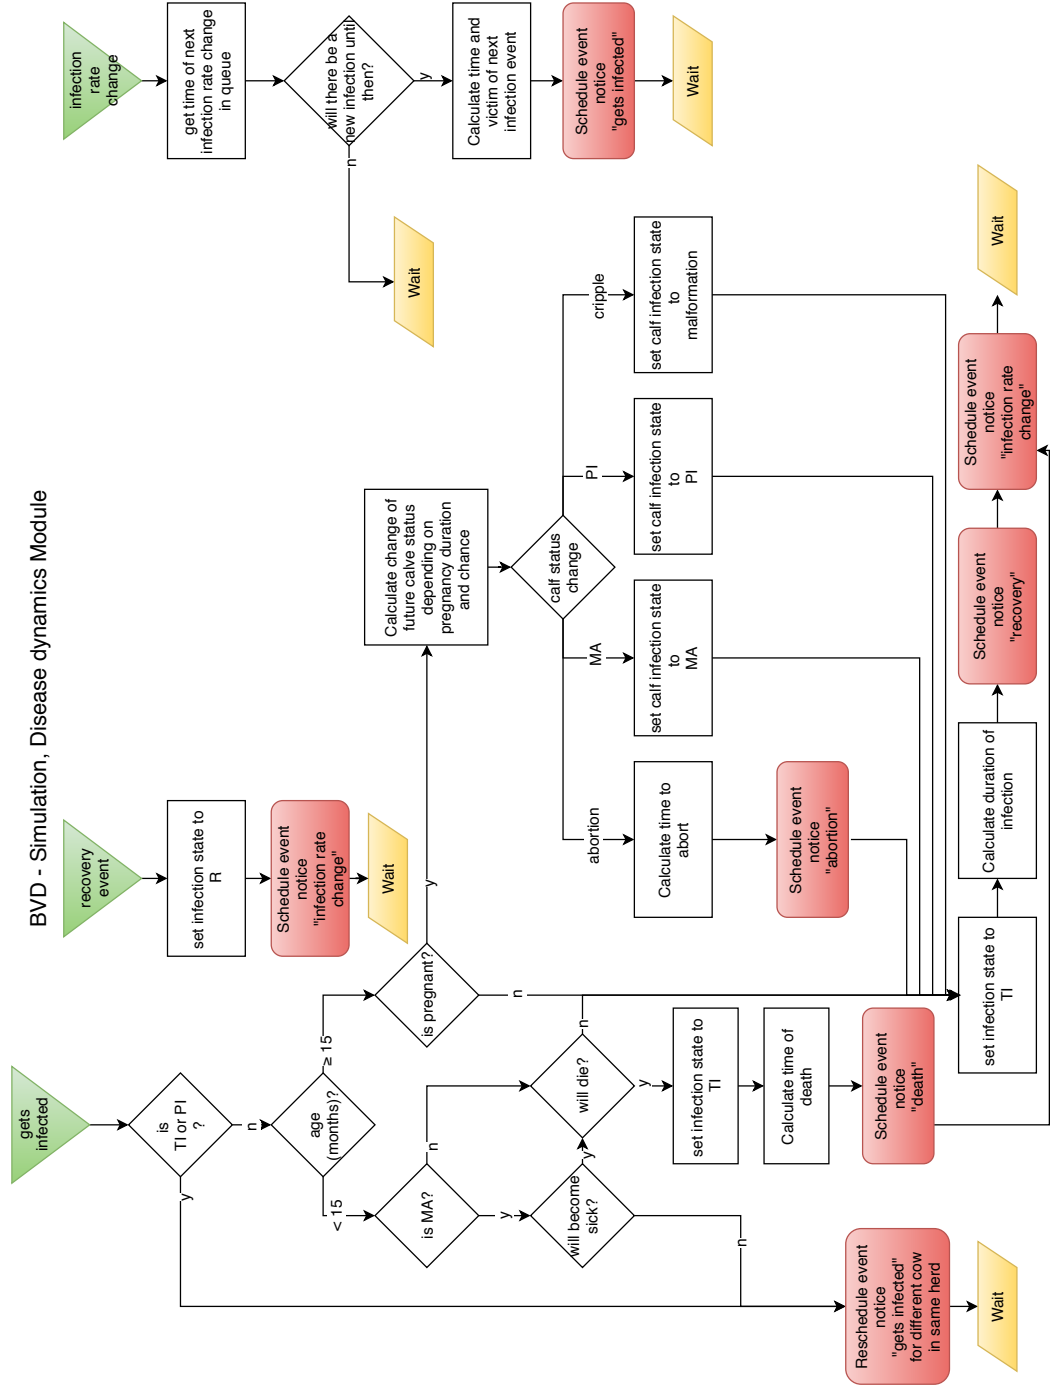 BVD - Simulation, Disease dynamics Module
gets
infected
is
TI or PI
?
y
n
age
(months)?
< 15
≥ 15
is MA?
n
y
will become
sick?
y
n
will die?
n
y
set infection state to
TI
Calculate time of
death
Schedule event
notice
"death"
Reschedule event
notice
"gets infected"
for different cow
in same herd
Wait
is pregnant?
y
n
recovery
event
set infection state to
R
Schedule event
notice
"infection rate
change"
Wait
Calculate change of
future calve status
depending on
pregnancy duration
and chance
calf status
change
abortion
MA
PI
cripple
Calculate time to
abort
Schedule event
notice
"abortion"
set calf infection state
to
MA
set calf infection state
to
PI
set calf infection state
to
malformation
set infection state to
TI
Calculate duration of
infection
Schedule event
notice
"recovery"
Schedule event
notice
"infection rate
change"
Wait
infection
rate
change
get time of next
infection rate change
in queue
will there be a
new infection until
then?
n
y
Wait
Calculate time and
victim of next
infection event
Schedule event
notice
"gets infected"
Wait